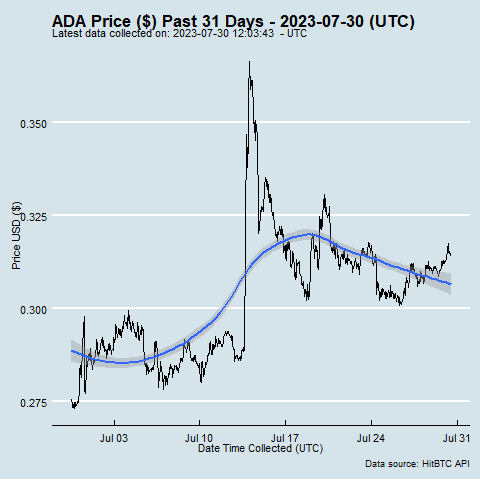 ADA Price ($) Past 31 Days - 2023-07-30 (UTC)
Latest data collected on: 2023-07-30 12:03:43 - UTC
Price USD ($)
0.350
0.325
0.300
0.275
Jul 03
Jul 10
Jul 17
Jul 24
Jul 31
Date Time Collected (UTC)
Data source: HitBTC API